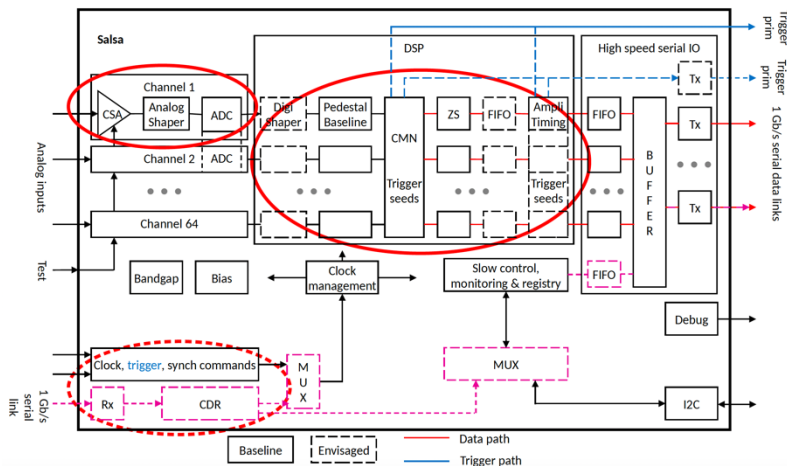 Salsa
DSP
High speed serial IO
Trigger
prim
Trigger
prim
1 Gb/s serial data links
Analog inputs
Test
1 Gb/s
serial
link
Channel 1
CSA
Analog
Shaper
ADC
Channel 2
ADC
Channel 64
Digi
Shaper
Pedestal
Baseline
CMN
Trigger
seeds
ZS
FIFO
Ampli
Timing
Trigger
seeds
FIFO
BUFFER
Tx
Tx
Tx
Bandgap
Bias
Clock
management
Slow control,
monitoring & registry
FIFO
Debug
Clock, trigger, synch commands
MUX
MUX
Rx
CDR
I2C
Baseline
Envisaged
Data path
Trigger path